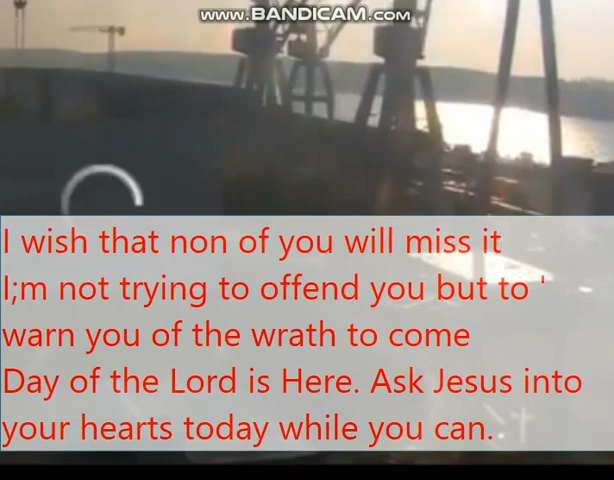 www.BANDICAM.com
I wish that non of you will miss it
I;m not trying to offend you but to '
warn you of the wrath to come
Day of the Lord is Here. Ask Jesus into
your hearts today while you can.